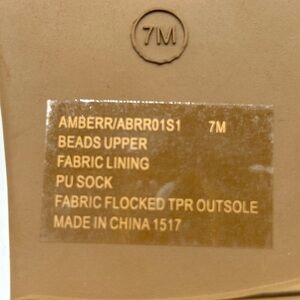 7M
AMBERR/ABRR01S1 7M
BEADS UPPER
FABRIC LINING
PU SOCK
FABRIC FLOCKED TPR OUTSOLE
MADE IN CHINA 1517